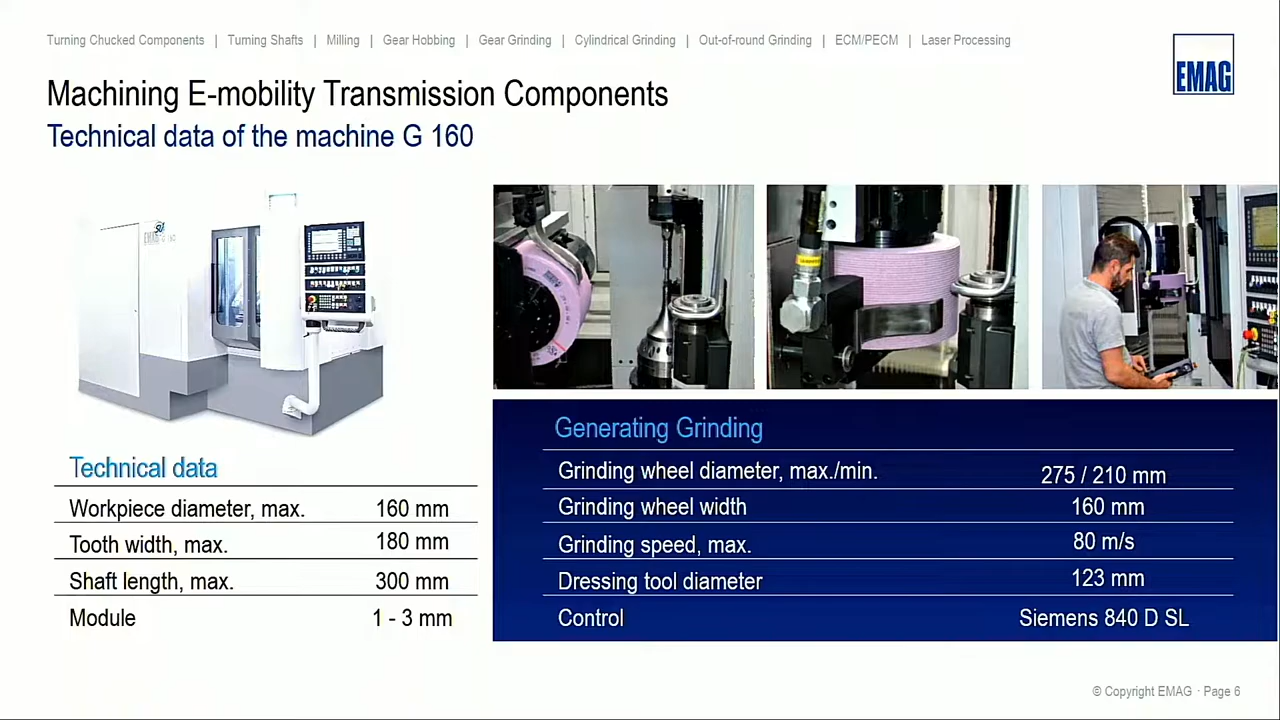 Turning Chucked Components | Turning Shafts | Milling | Gear Hobbing | Gear Grinding | Cylindrical Grinding | Out-of-round Grinding | ECM/PECM | Laser Processing
EMAG
Machining E-mobility Transmission Components
Technical data of the machine G 160
EMAG
Technical data
Workpiece diameter, max. 160 mm
Tooth width, max. 180 mm
Shaft length, max. 300 mm
Module 1 - 3 mm
Generating Grinding
Grinding wheel diameter, max./min. 275 / 210 mm
Grinding wheel width 160 mm
Grinding speed, max. 80 m/s
Dressing tool diameter 123 mm
Control Siemens 840 D SL
© Copyright EMAG · Page 6